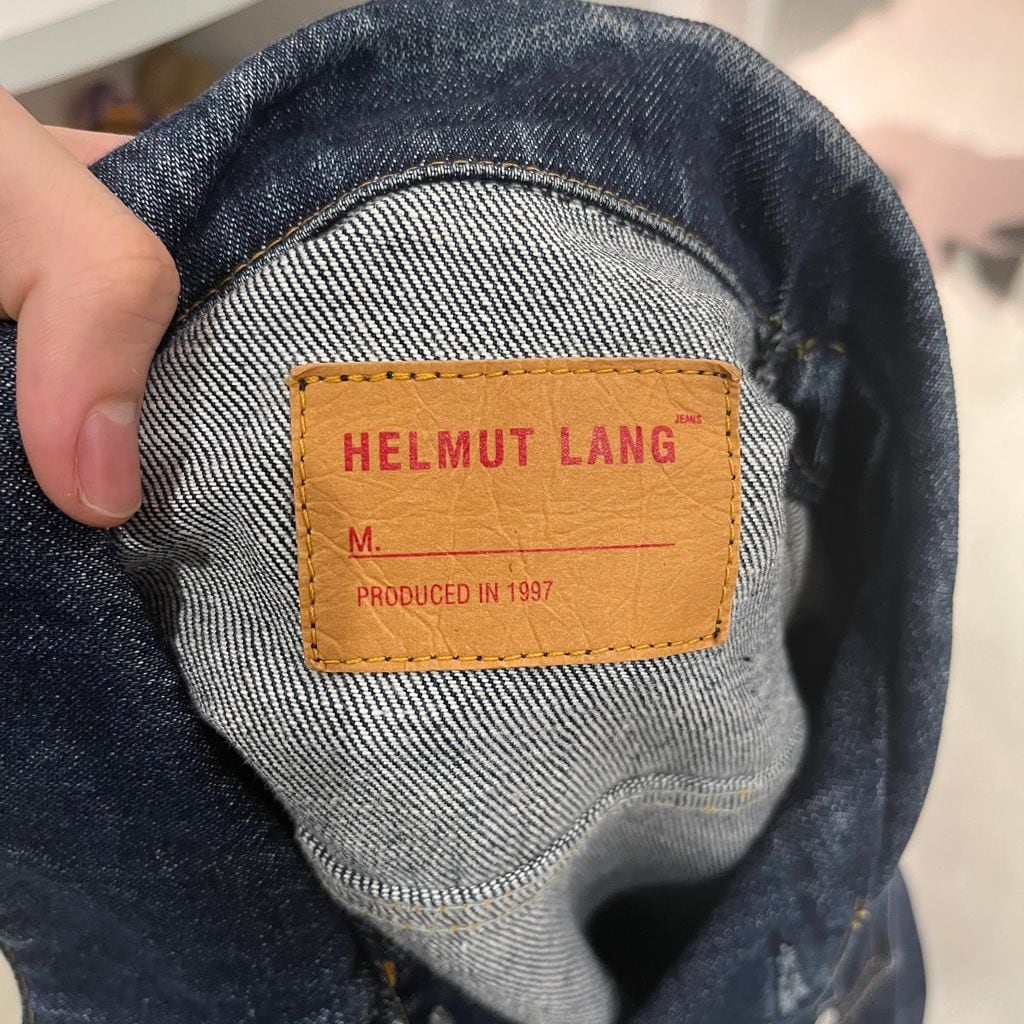 HELMUT LANG JEANS
M.
PRODUCED IN 1997